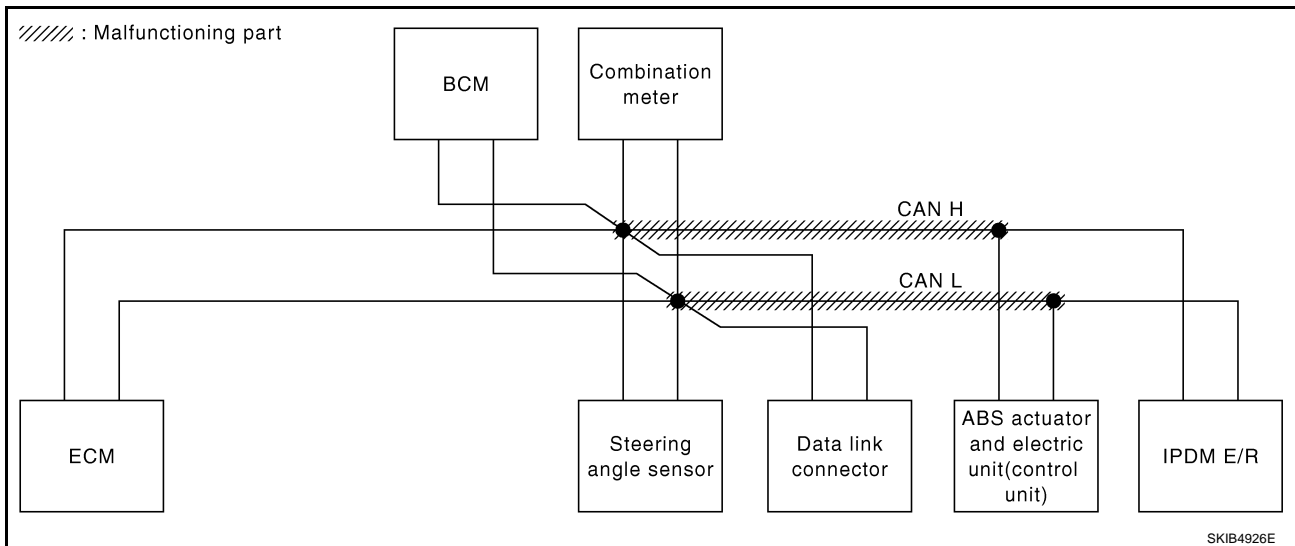 : Malfunctioning part
BCM
Combination
meter
CAN H
CAN L
ECM
Steering
angle sensor
Data link
connector
ABS actuator
and electric
unit(control
unit)
IPDM E/R
SKIB4926E